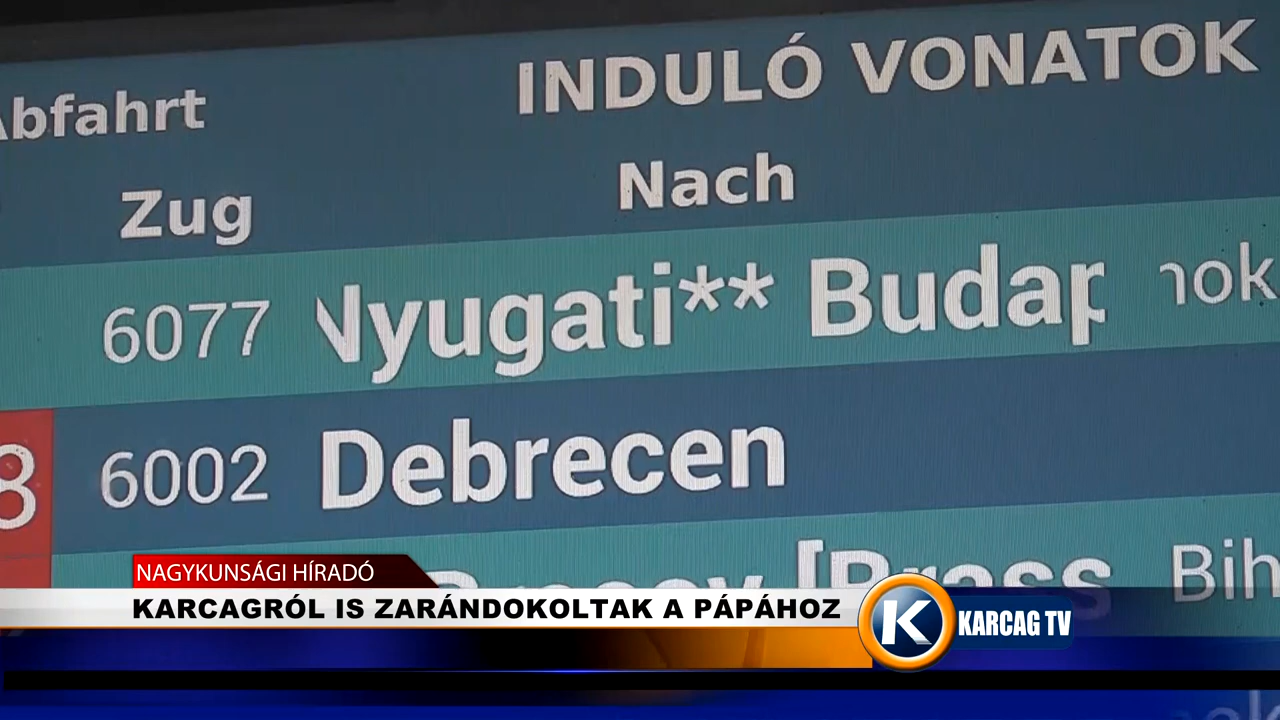 INDULÓ VONATOK
Abfahrt
Zug Nach
6077 Nyugati** Budap
6002 Debrecen
Bih
NAGYKUNSÁGI HÍRADÓ
KARCAGRÓL IS ZARÁNDOKOLTAK A PÁPÁHOZ
K KARCAG TV